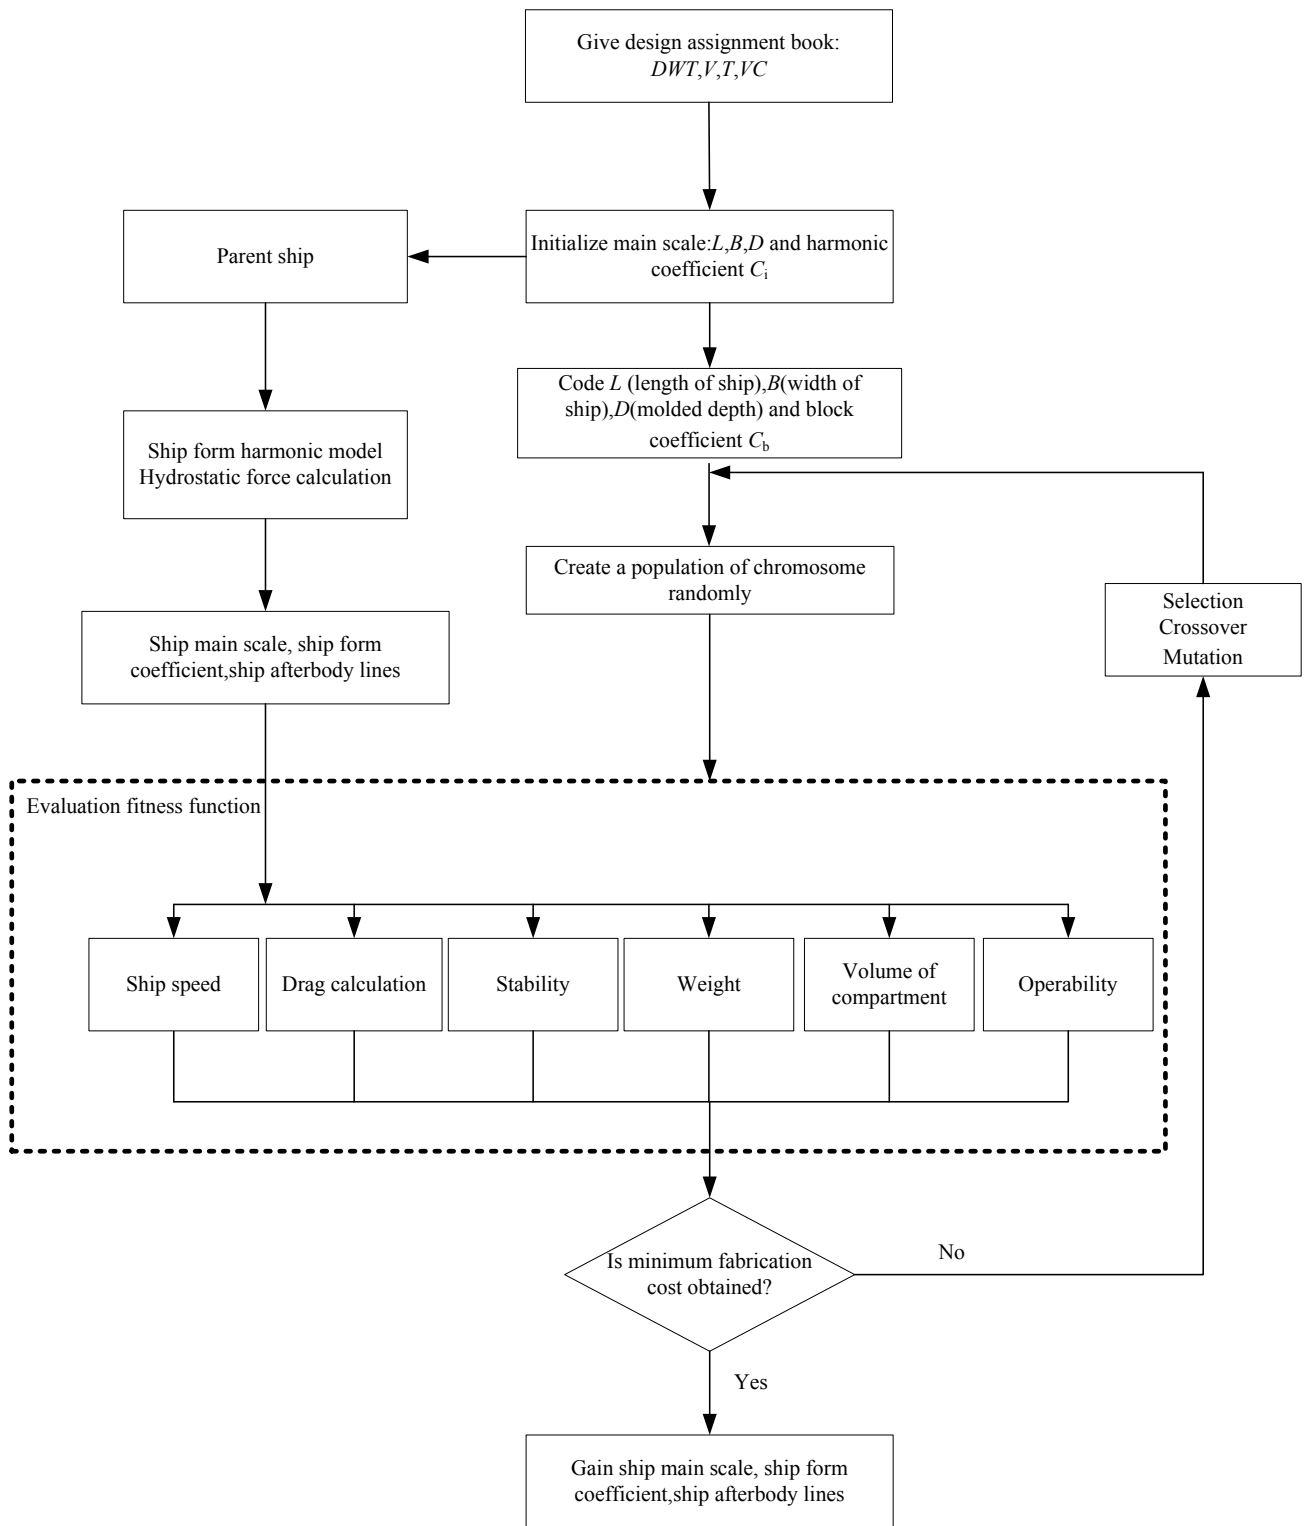 Give design assignment book:
DWT,V,T,VC
Parent ship
Initialize main scale:L,B,D and harmonic
coefficient Ci
Code L (length of ship),B(width of
ship),D(molded depth) and block
coefficient Cb
Ship form harmonic model
Hydrostatic force calculation
Create a population of chromosome
randomly
Selection
Crossover
Mutation
Ship main scale, ship form
coefficient,ship afterbody lines
Evaluation fitness function
Ship speed
Drag calculation
Stability
Weight
Volume of
compartment
Operability
Is minimum fabrication
cost obtained?
No
Yes
Gain ship main scale, ship form
coefficient,ship afterbody lines